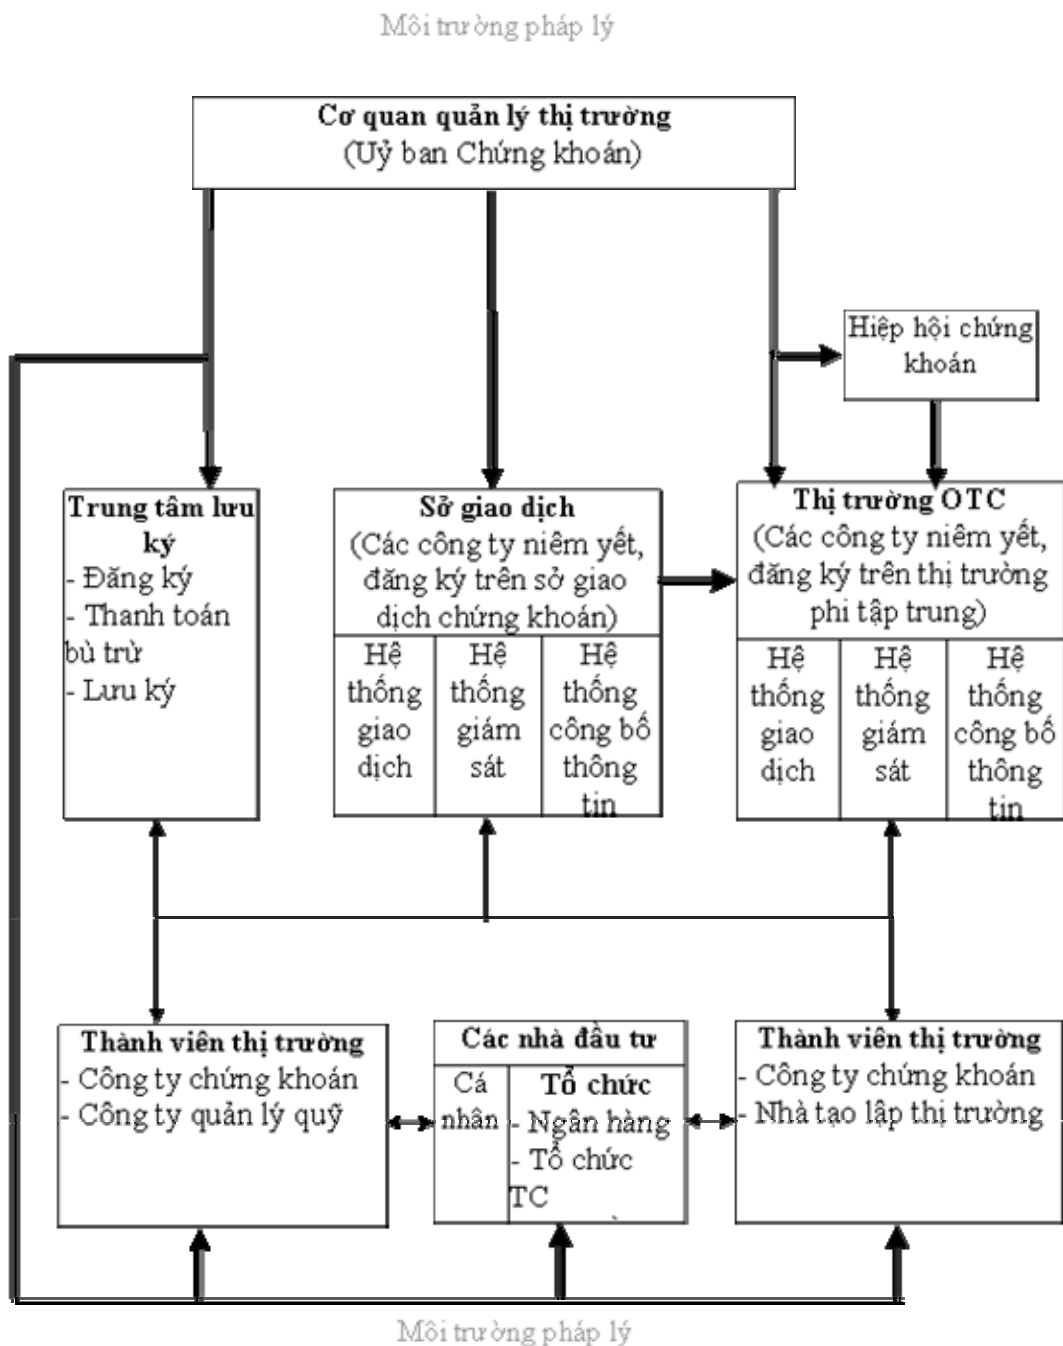 Môi trường pháp lý
Cơ quan quản lý thị trường
(Uỷ ban Chứng khoán)
Hiệp hội chứng
khoán
Trung tâm lưu
ký
- Đăng ký
- Thanh toán
bù trừ
- Lưu ký
Sở giao dịch
(Các công ty niêm yết,
đăng ký trên sở giao
dịch chứng khoán)
Hệ
thống
giao
dịch
Hệ
thống
giám
sát
Hệ
thống
công bố
thông
tin
Thị trường OTC
(Các công ty niêm yết,
đăng ký trên thị trường
phi tập trung)
Hệ
thống
giao
dịch
Hệ
thống
giám
sát
Hệ
thống
công bố
thông
tin
Thành viên thị trường
- Công ty chứng khoán
- Công ty quản lý quỹ
Các nhà đầu tư
Cá
nhân
Tổ chức
- Ngân hàng
- Tổ chức
TC
Thành viên thị trường
- Công ty chứng khoán
- Nhà tạo lập thị trường
Môi trường pháp lý